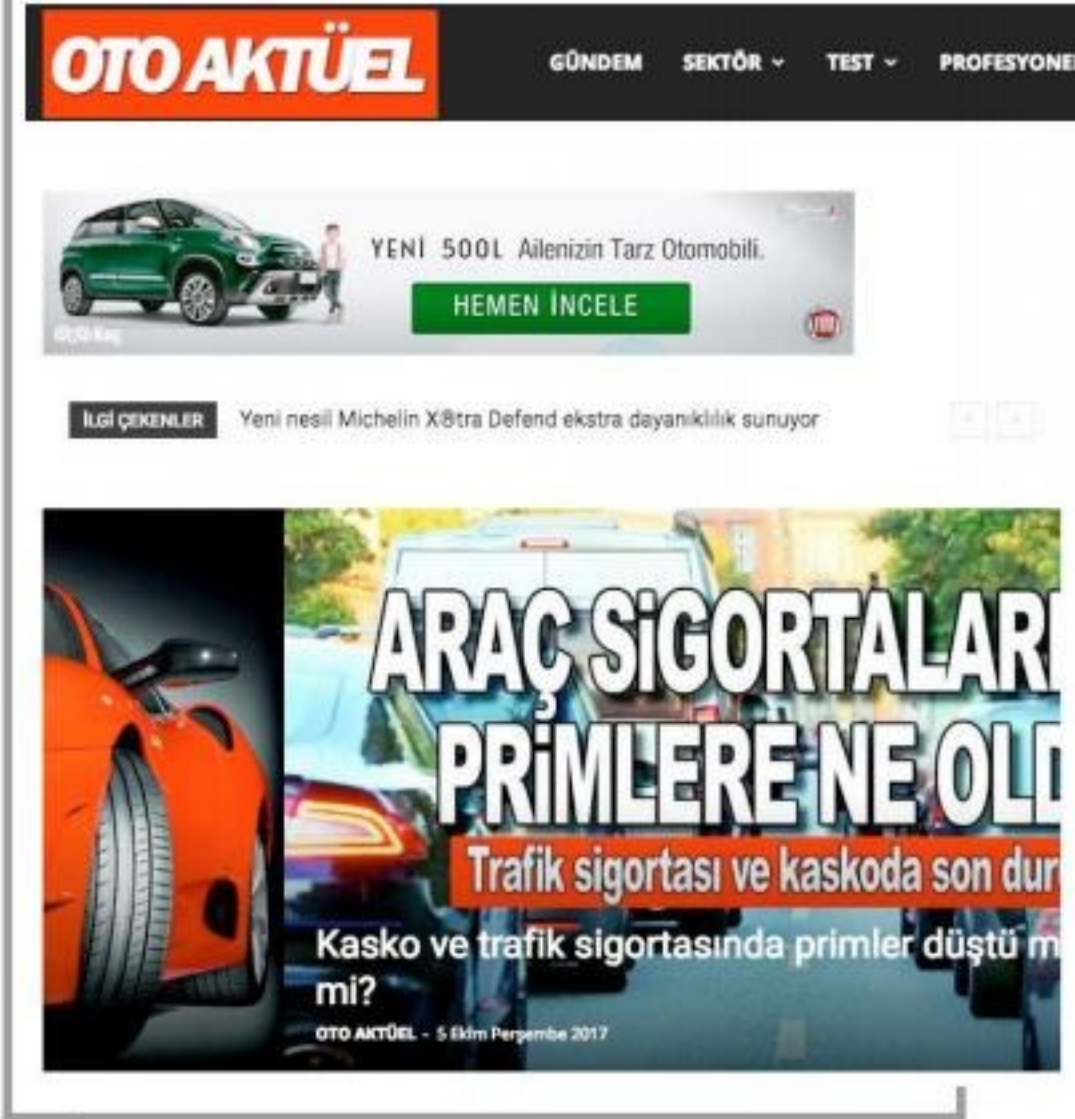 OTO AKTÜEL
GÜNDEM SEKTÖR TEST PROFESYONE
YENİ 500L Ailenizin Tarz Otomobili.
HEMEN İNCELE
İLGİ ÇEKENLER Yeni nesil Michelin X®tra Defend ekstra dayanıklılık sunuyor
ARAÇ SİGORTALARI
PRİMLERE NE OLD
Trafik sigortası ve kaskoda son dur
Kasko ve trafik sigortasında primler düştü m
mi?
OTO AKTÜEL - 5 Ekim Perşembe 2017